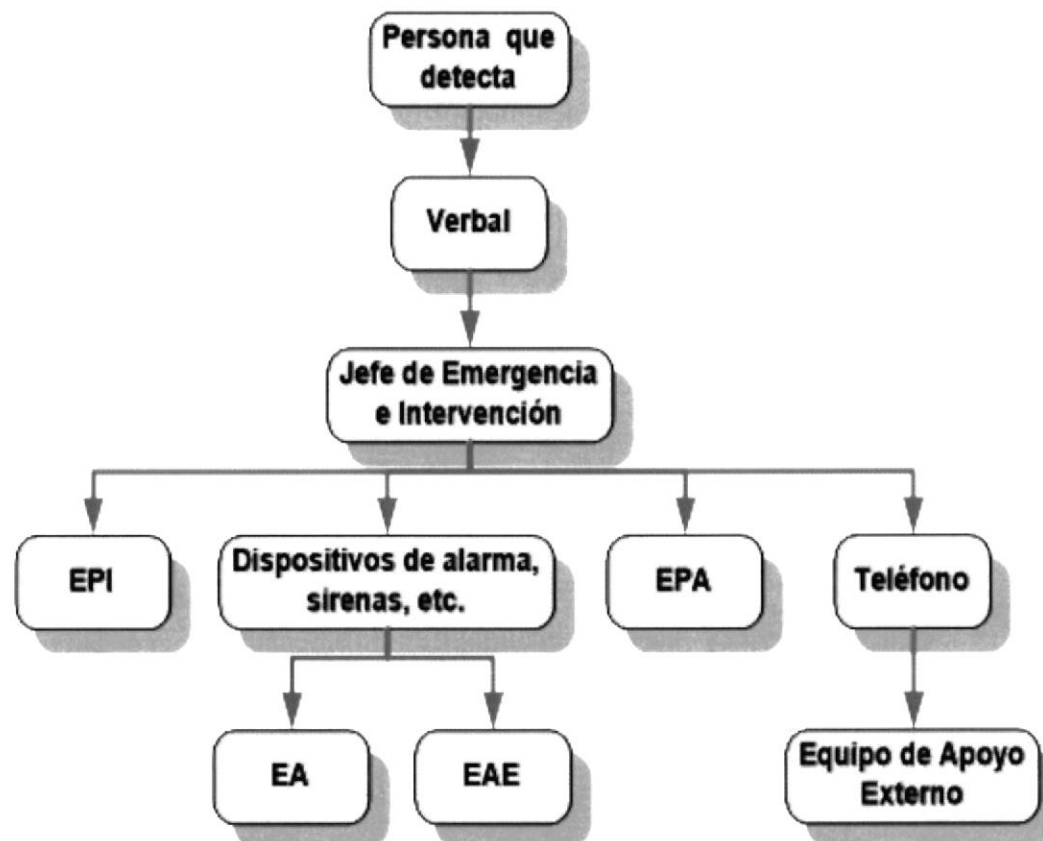 Persona que
detecta
Verbal
Jefe de Emergencia
e Intervención
EPI
Dispositivos de alarma,
sirenas, etc.
EPA
Teléfono
EA
EAE
Equipo de Apoyo
Externo